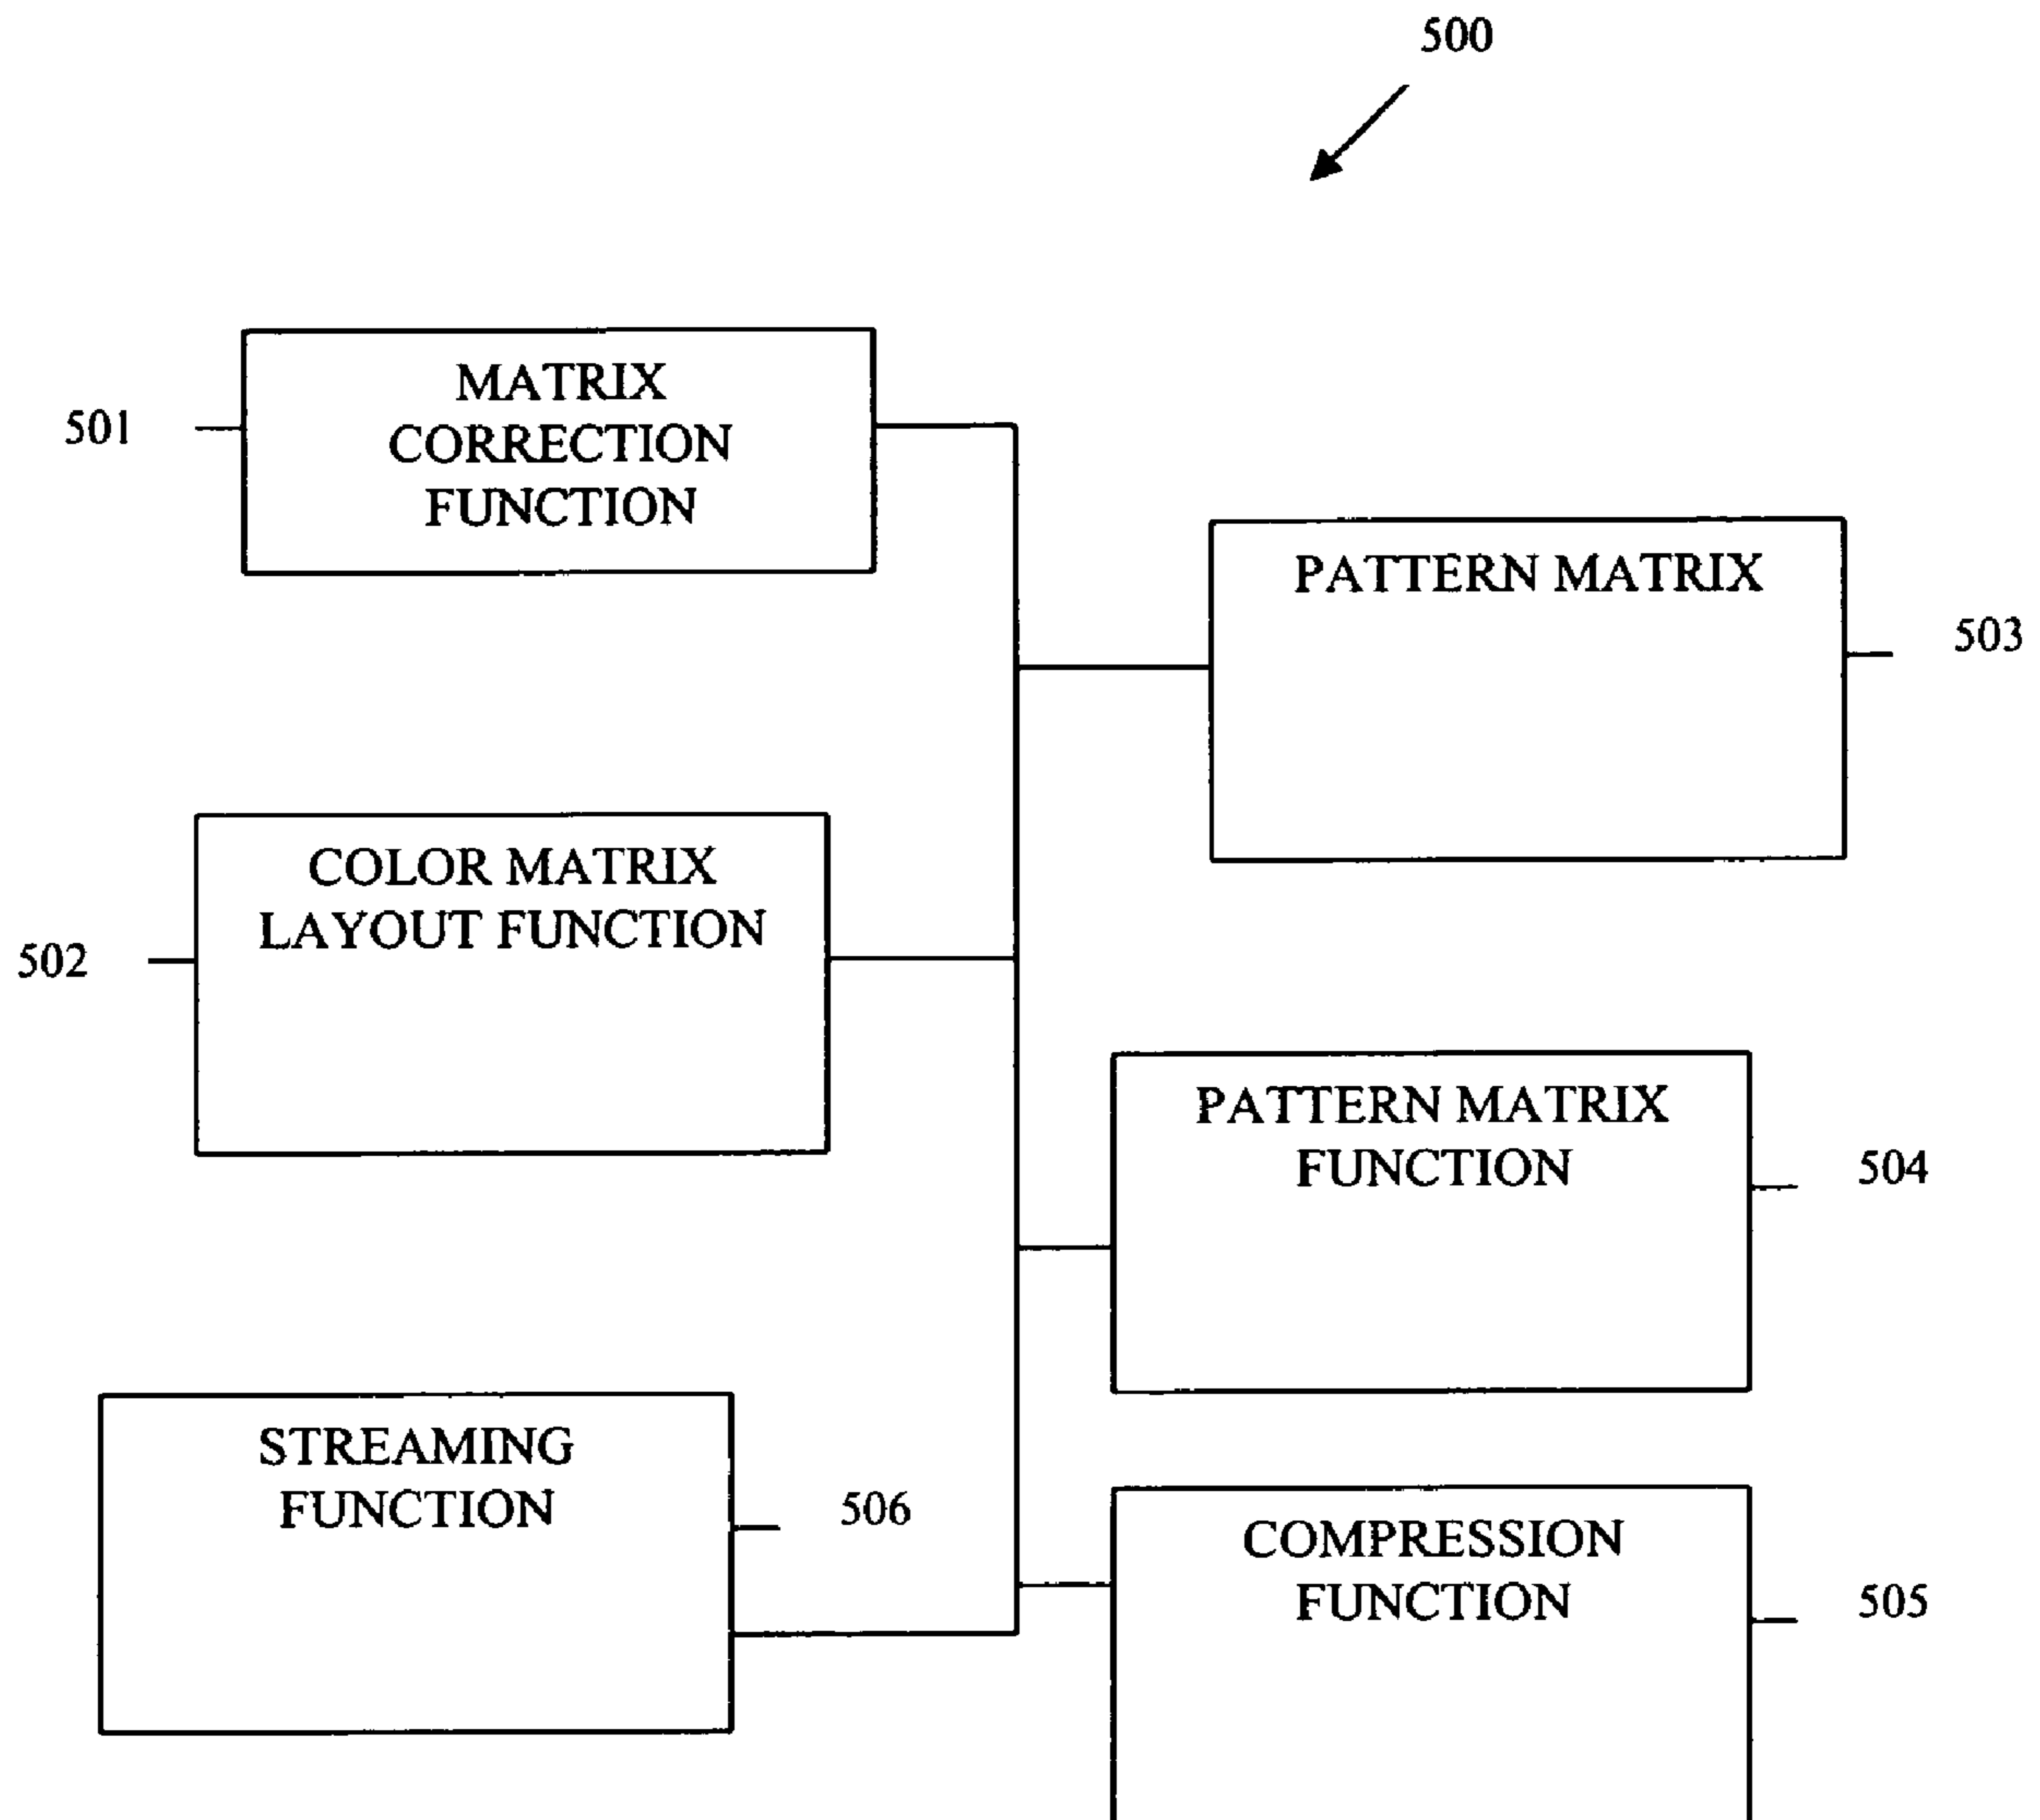 500
MATRIX
CORRECTION
FUNCTION
501
PATTERN MATRIX
503
COLOR MATRIX
LAYOUT FUNCTION
502
PATTERN MATRIX
FUNCTION
504
STREAMING
FUNCTION
506
COMPRESSION
FUNCTION
505